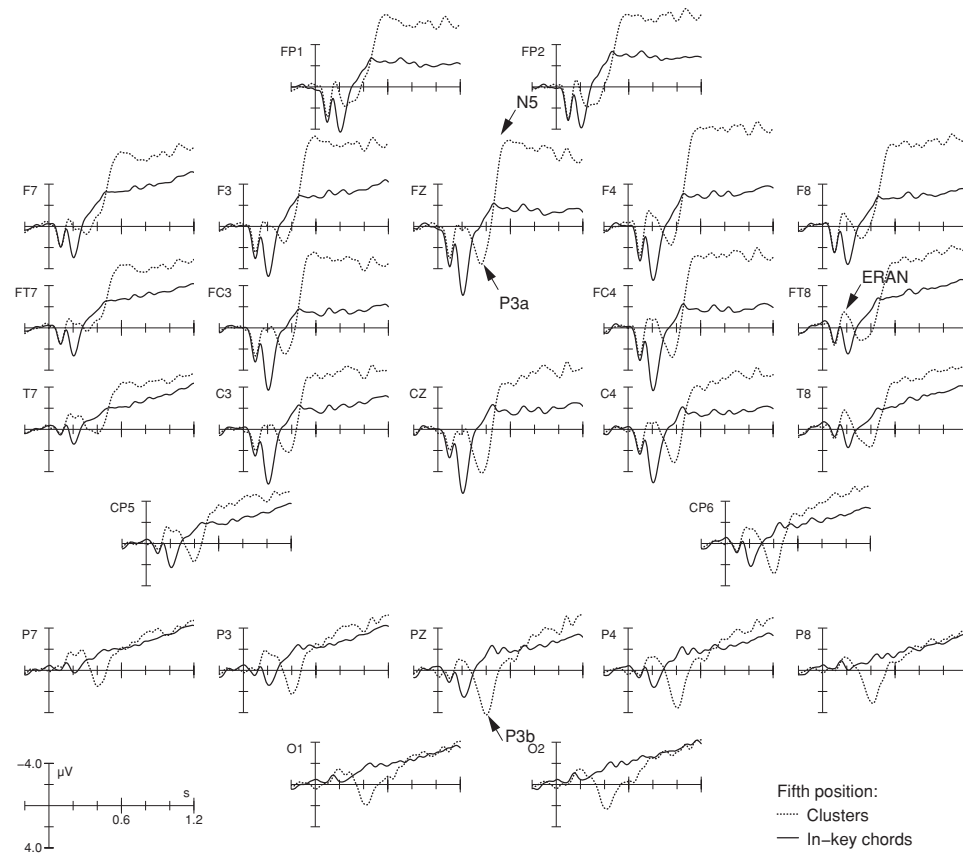 FP1
FP2
N5
F7
F3
FZ
F4
F8
P3a
ERAN
FT7
FC3
FC4
FT8
T7
C3
CZ
C4
T8
CP5
CP6
P7
P3
PZ
P4
P8
P3b
O1
O2
−4.0
µV
s
0.6
1.2
4.0
Fifth position:
Clusters
In−key chords